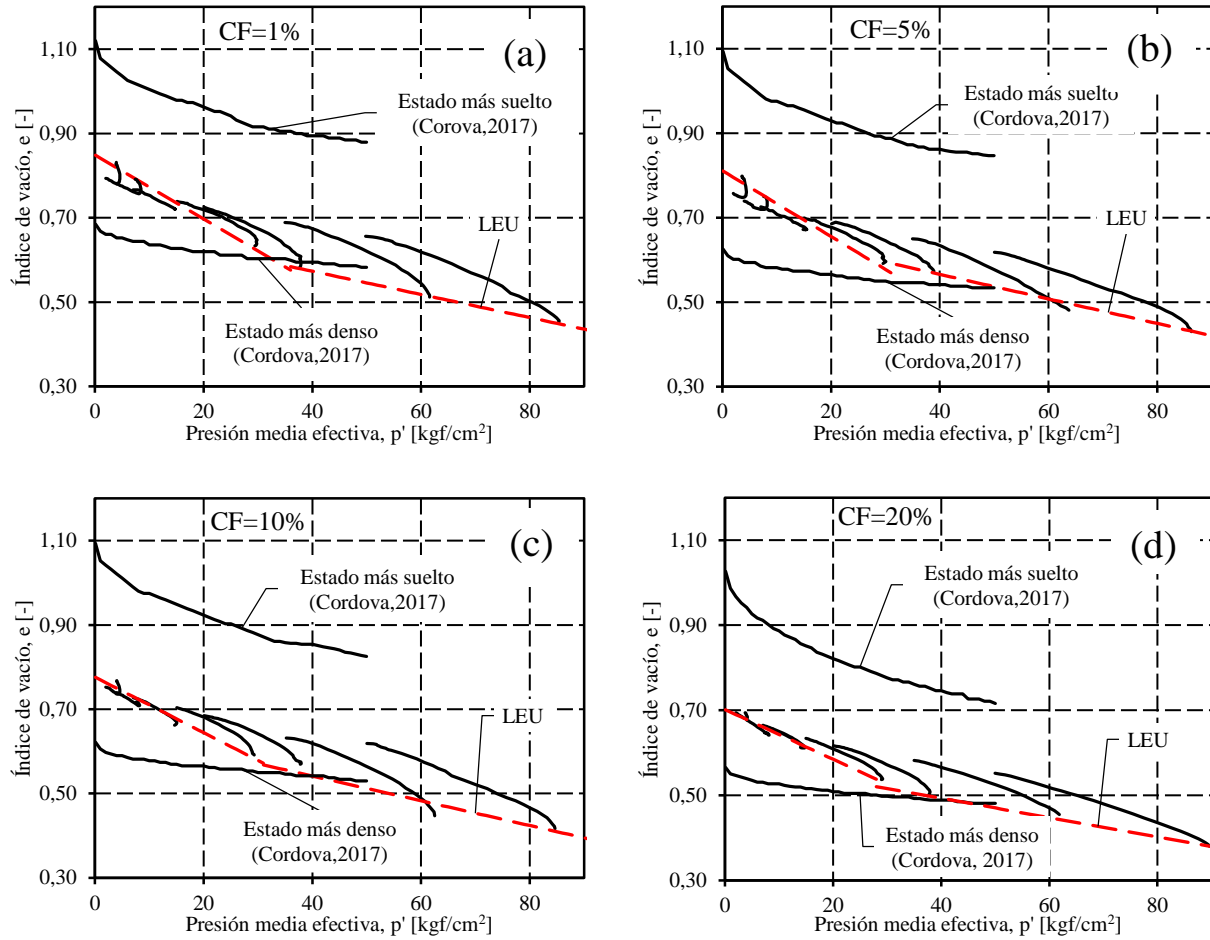 CF=1%
(a)
1,10
0,90
0,70
0,50
0,30
Índice de vacío, e [-]
Estado más suelto
(Corova,2017)
LEU
Estado más denso
(Cordova,2017)
0 20 40 60 80
Presión media efectiva, p' [kgf/cm²]
CF=5%
(b)
1,10
0,90
0,70
0,50
0,30
Índice de vacío, e [-]
Estado más suelto
(Cordova,2017)
LEU
Estado más denso
(Cordova,2017)
0 20 40 60 80
Presión media efectiva, p' [kgf/cm²]
CF=10%
(c)
1,10
0,90
0,70
0,50
0,30
Índice de vacío, e [-]
Estado más suelto
(Cordova,2017)
LEU
Estado más denso
(Cordova,2017)
0 20 40 60 80
Presión media efectiva, p' [kgf/cm²]
CF=20%
(d)
1,10
0,90
0,70
0,50
0,30
Índice de vacío, e [-]
Estado más suelto
(Cordova,2017)
LEU
Estado más denso
(Cordova, 2017)
0 20 40 60 80
Presión media efectiva, p' [kgf/cm²]